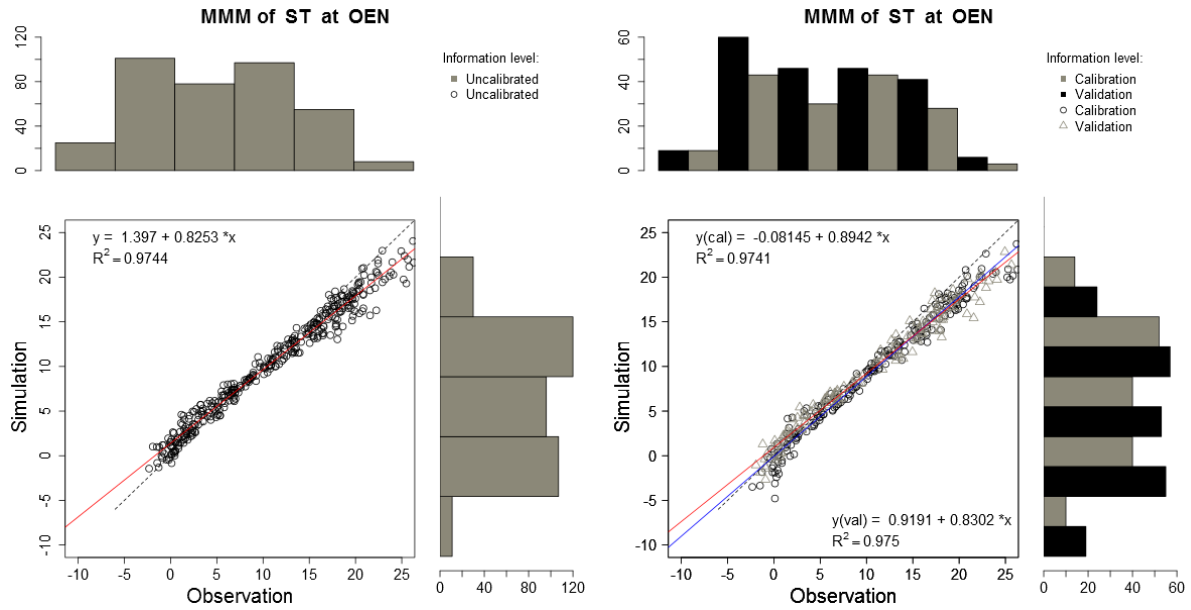 MMM of ST at OEN
120
80
40
0
Information level:
Uncalibrated
Uncalibrated
y = 1.397 + 0.8253 *x
R² = 0.9744
25
20
15
10
5
0
-5
-10
Simulation
-10 0 5 10 15 20 25
Observation
0 40 80 120
MMM of ST at OEN
60
40
20
0
Information level:
Calibration
Validation
Calibration
Validation
y(cal) = -0.08145 + 0.8942 *x
R² = 0.9741
25
20
15
10
5
0
-5
-10
Simulation
y(val) = 0.9191 + 0.8302 *x
R² = 0.975
-10 0 5 10 15 20 25
Observation
0 20 40 60